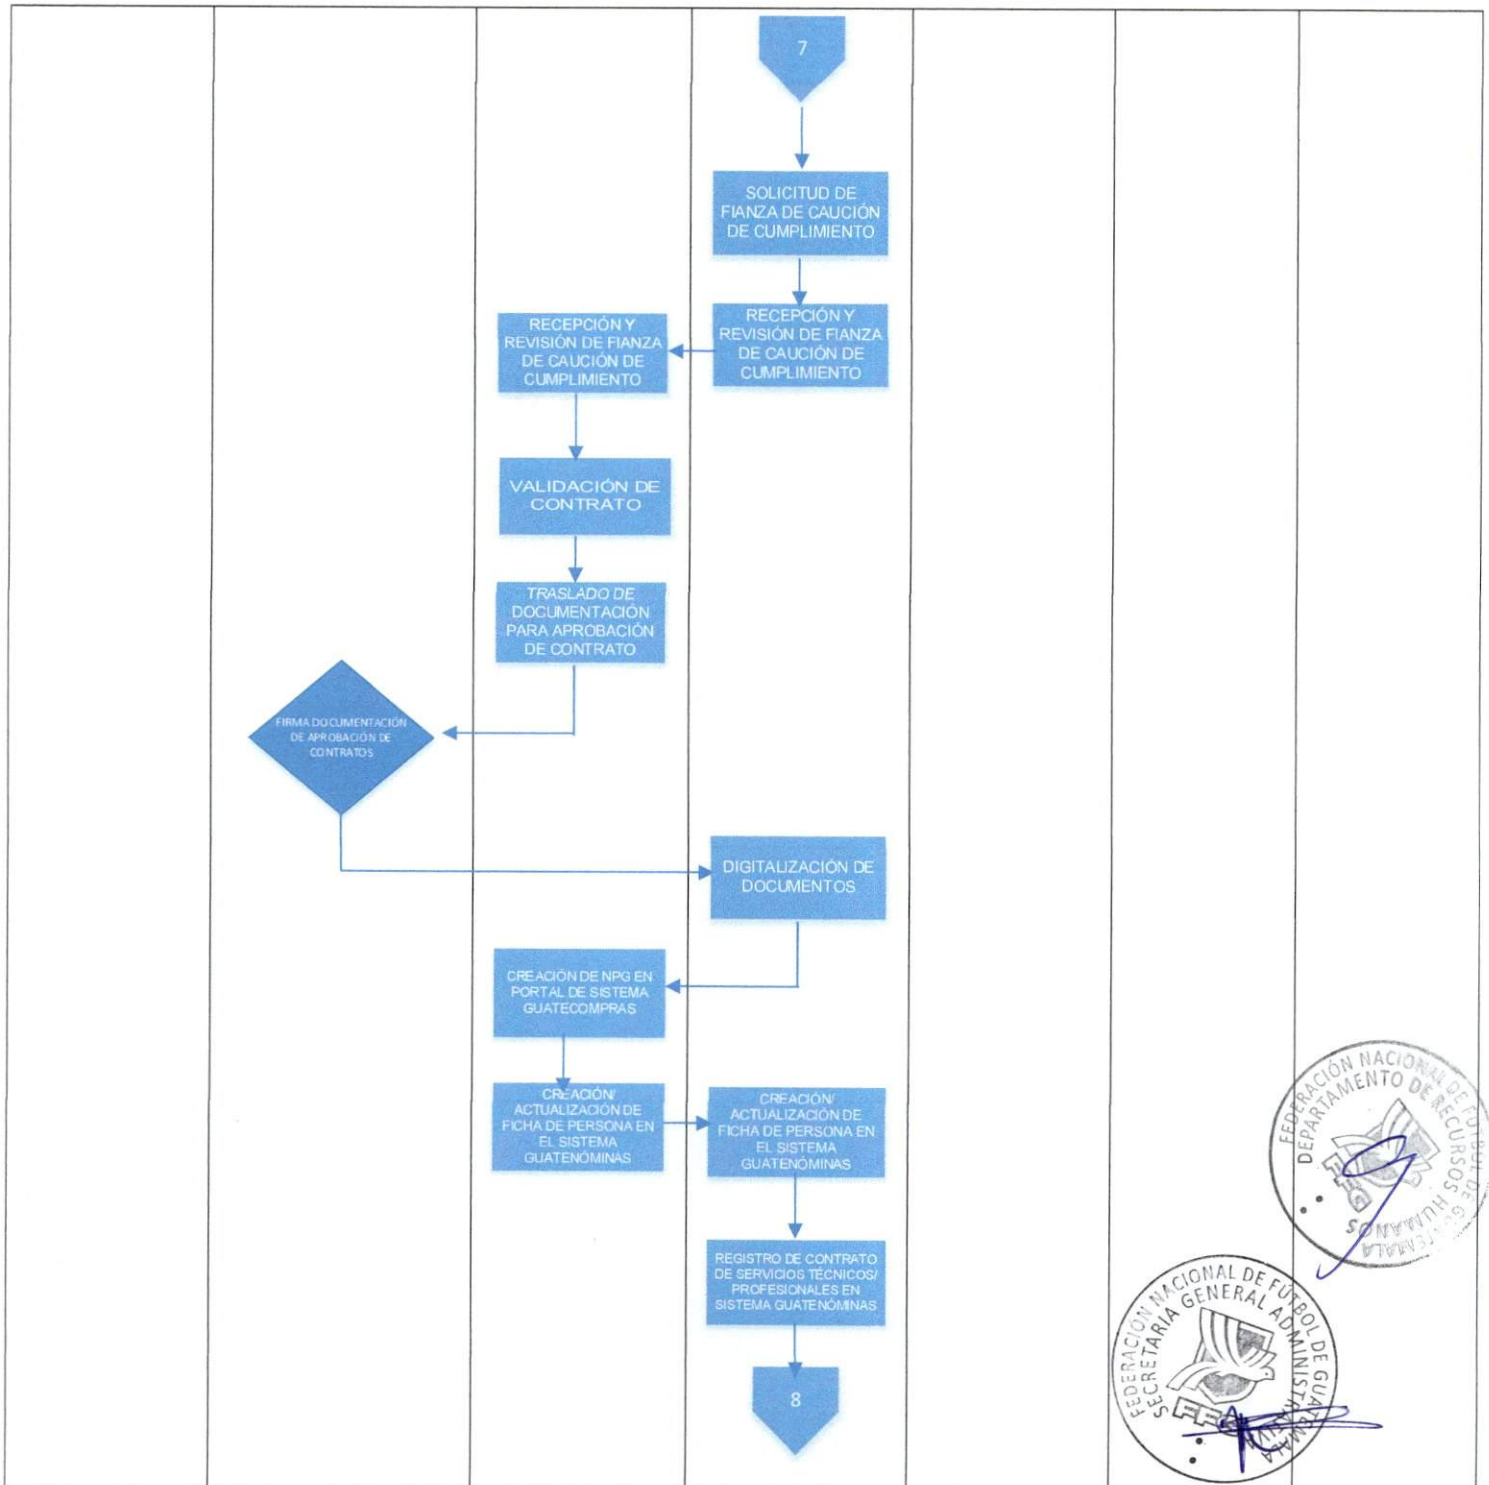 7
SOLICITUD DE
FIANZA DE CAUCIÓN
DE CUMPLIMIENTO
RECEPCIÓN Y
REVISIÓN DE FIANZA
DE CAUCIÓN DE
CUMPLIMIENTO
RECEPCIÓN Y
REVISIÓN DE FIANZA
DE CAUCIÓN DE
CUMPLIMIENTO
VALIDACIÓN DE
CONTRATO
TRASLADO DE
DOCUMENTACIÓN
PARA APROBACIÓN
DE CONTRATO
FIRMA DOCUMENTACIÓN
DE APROBACIÓN DE
CONTRATOS
DIGITALIZACIÓN DE
DOCUMENTOS
CREACIÓN DE NPG EN
PORTAL DE SISTEMA
GUATECOMPRAS
CREACIÓN/
ACTUALIZACIÓN DE
FICHA DE PERSONA EN
EL SISTEMA
GUATENÓMINAS
CREACIÓN/
ACTUALIZACIÓN DE
FICHA DE PERSONA EN
EL SISTEMA
GUATENÓMINAS
REGISTRO DE CONTRATO
DE SERVICIOS TÉCNICOS/
PROFESIONALES EN
SISTEMA GUATENÓMINAS
8
FEDERACIÓN NACIONAL DE FÚTBOL DE GUATEMALA
DEPARTAMENTO DE RECURSOS HUMANOS
FEDERACIÓN NACIONAL DE FÚTBOL DE GUATEMALA
SECRETARIA GENERAL ADMINISTRATIVA